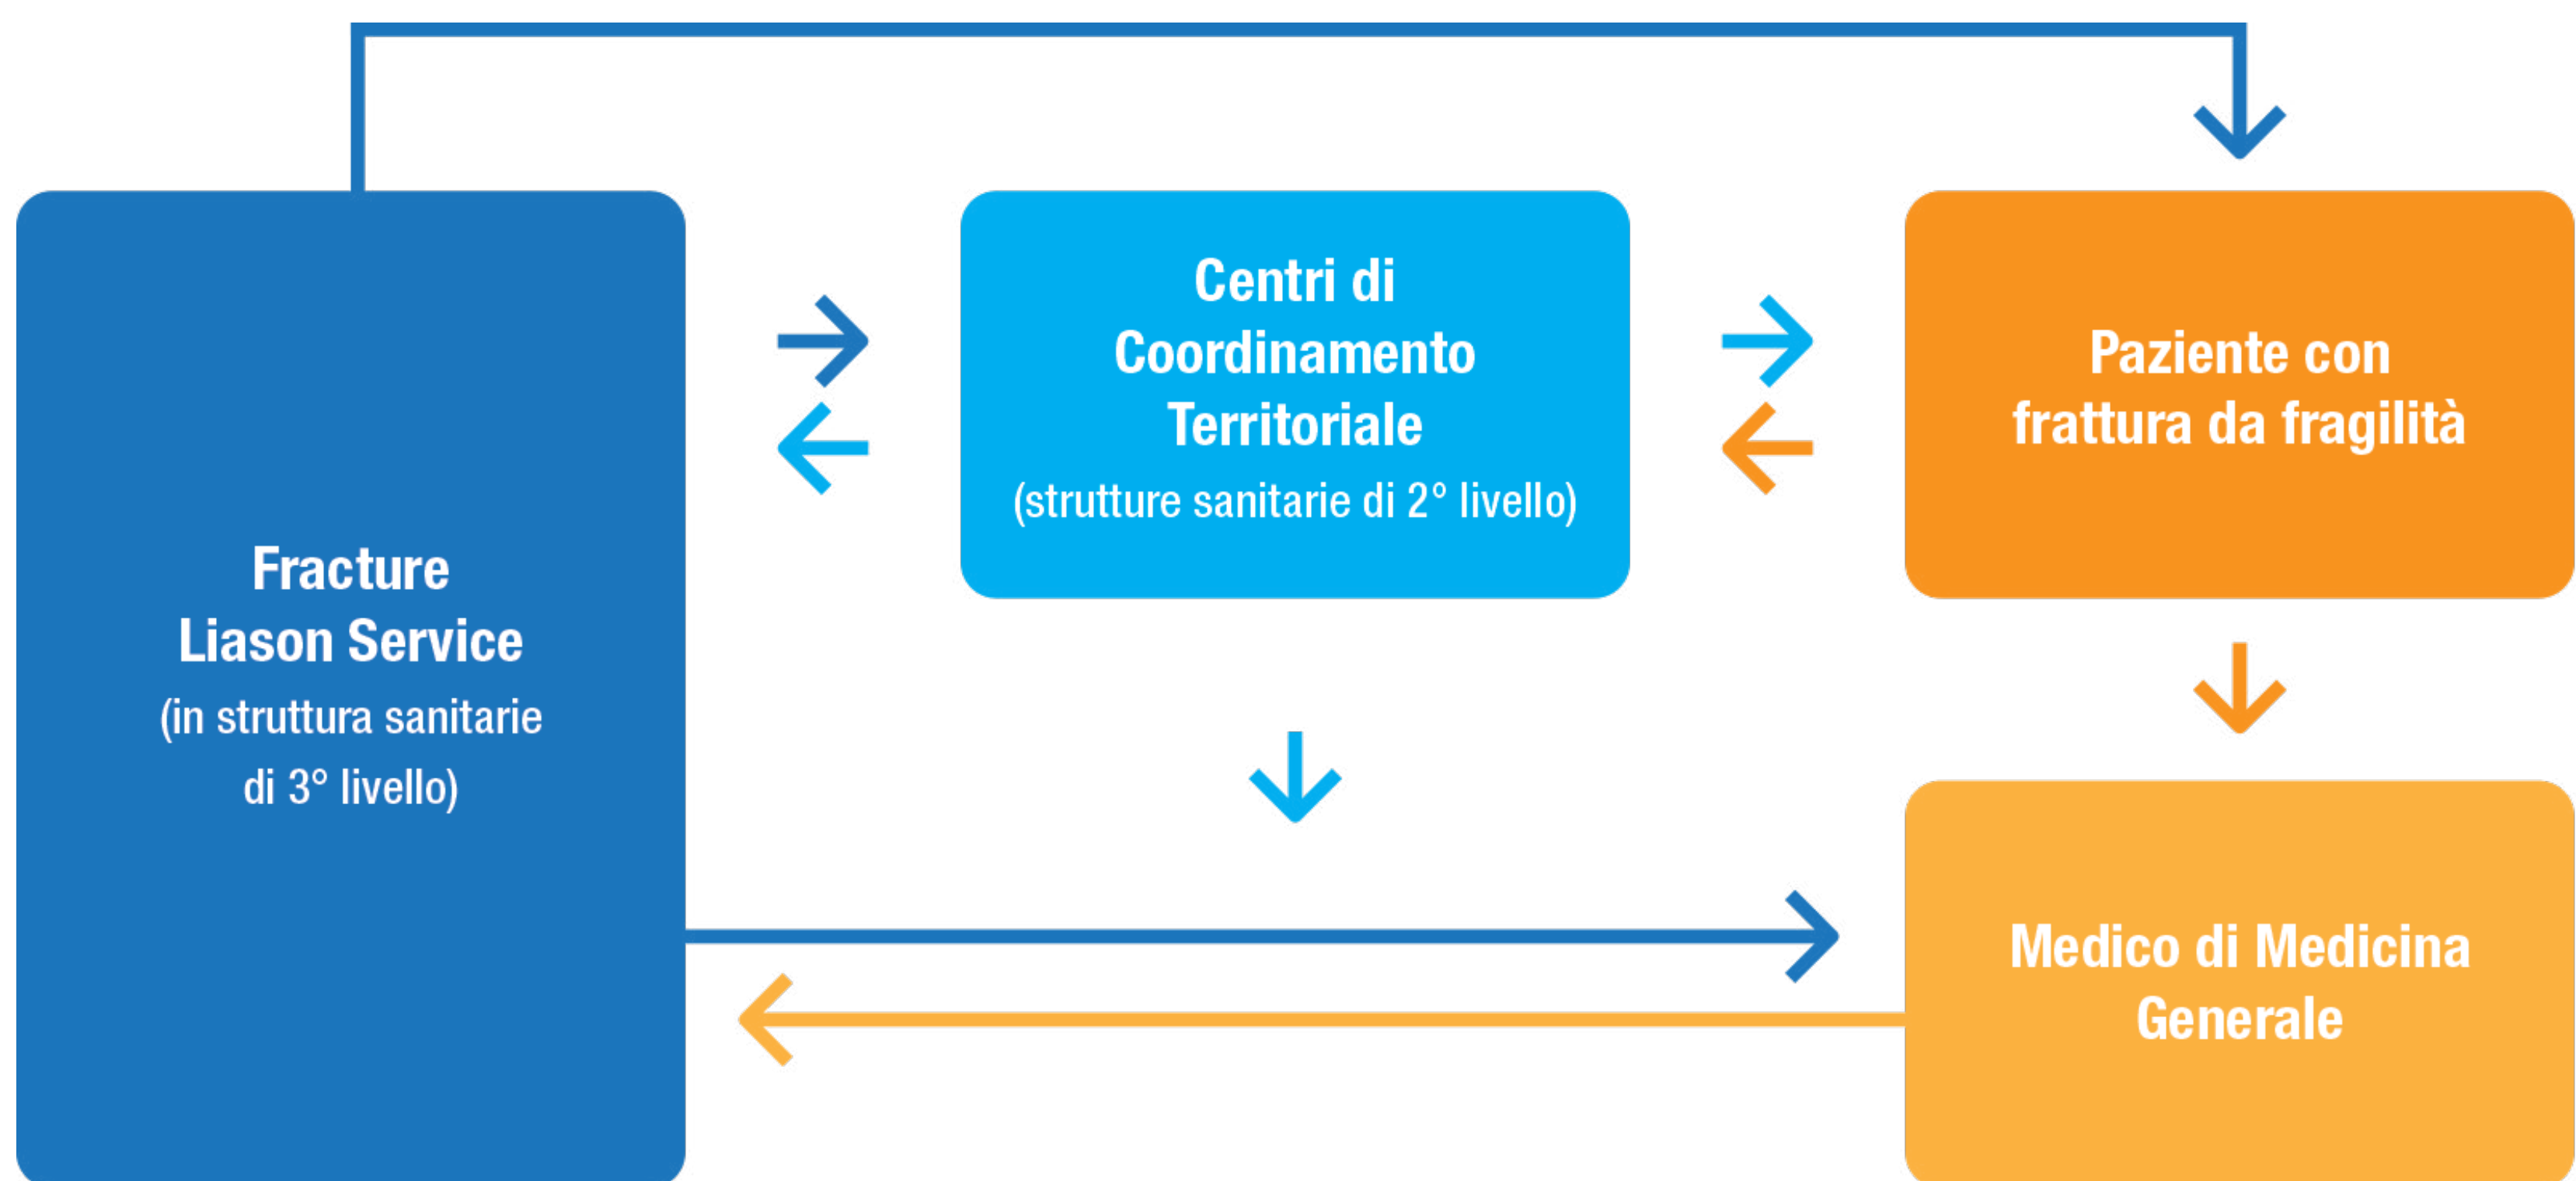 Fracture
Liason Service
(in struttura sanitarie
di 3° livello)
Centri di
Coordinamento
Territoriale
(strutture sanitarie di 2° livello)
Paziente con
frattura da fragilità
Medico di Medicina
Generale